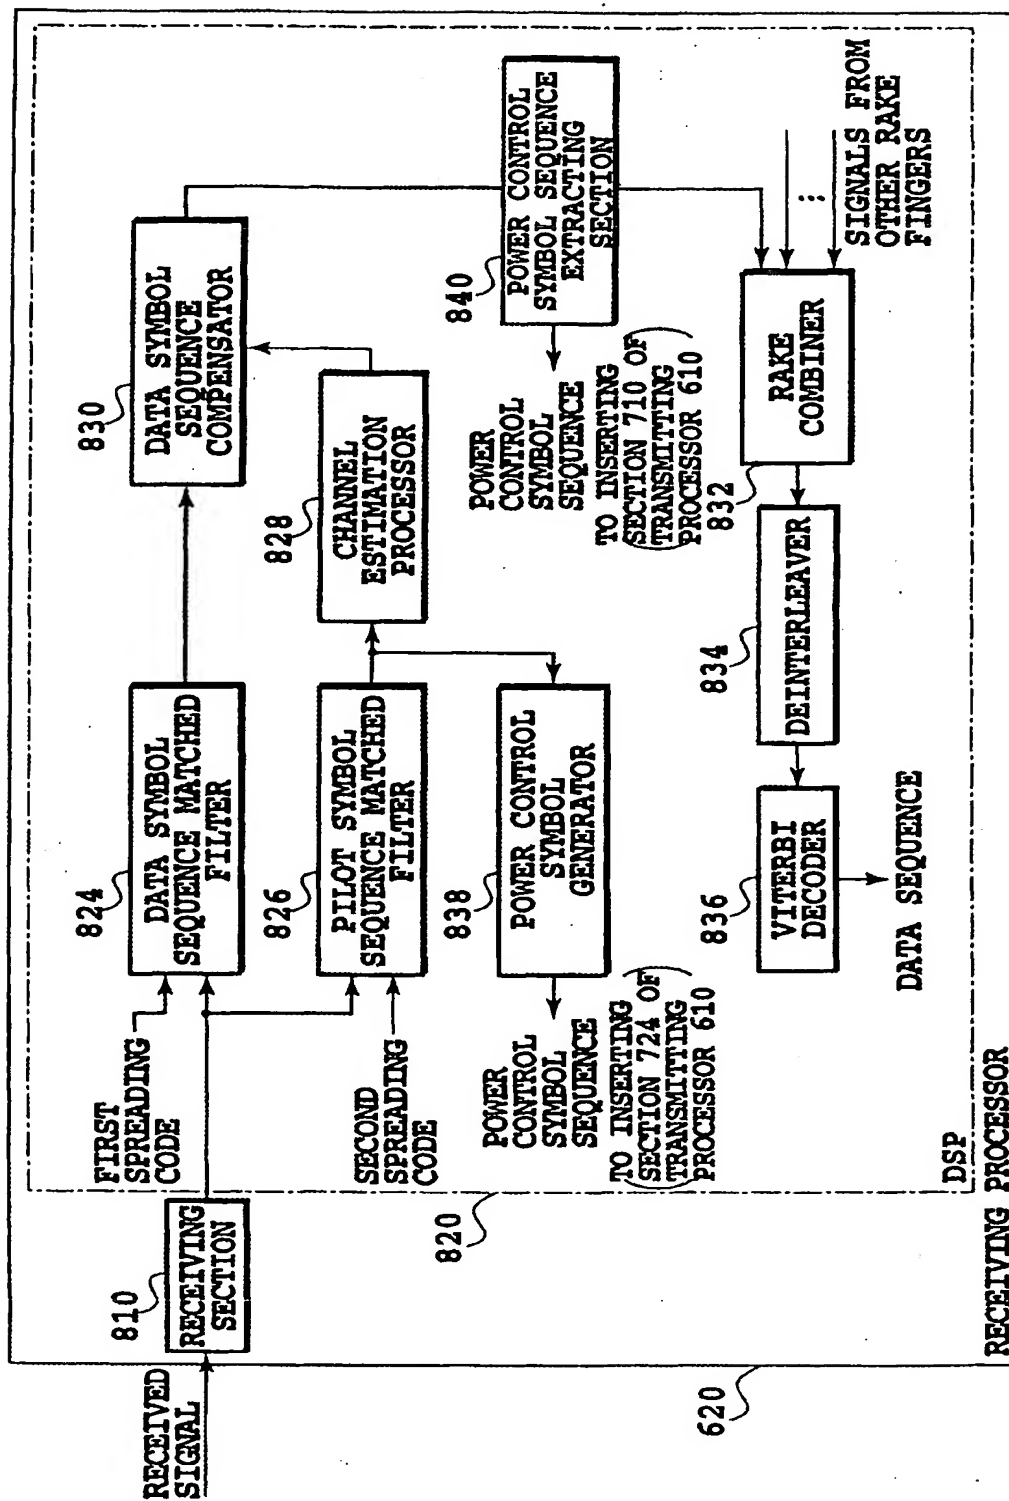 RECEIVED
SIGNAL
810
RECEIVING
SECTION
FIRST
SPREADING
CODE
824
DATA SYMBOL
SEQUENCE MATCHED
FILTER
830
DATA SYMBOL
SEQUENCE
COMPENSATOR
SECOND
SPREADING
CODE
826
PILOT SYMBOL
SEQUENCE MATCHED
FILTER
828
CHANNEL
ESTIMATION
PROCESSOR
838
POWER CONTROL
SYMBOL
GENERATOR
POWER
CONTROL
SYMBOL
SEQUENCE
(TO INSERTING
SECTION 724 OF
TRANSMITTING
PROCESSOR 610)
840
POWER CONTROL
SYMBOL SEQUENCE
EXTRACTING
SECTION
POWER
CONTROL
SYMBOL
SEQUENCE
(TO INSERTING
SECTION 710 OF
TRANSMITTING
PROCESSOR 610)
832
RAKE
COMBINER
SIGNALS FROM
OTHER RAKE
FINGERS
834
DEINTERLEAVER
836
VITERBI
DECODER
DATA SEQUENCE
820
DSP
620
RECEIVING PROCESSOR